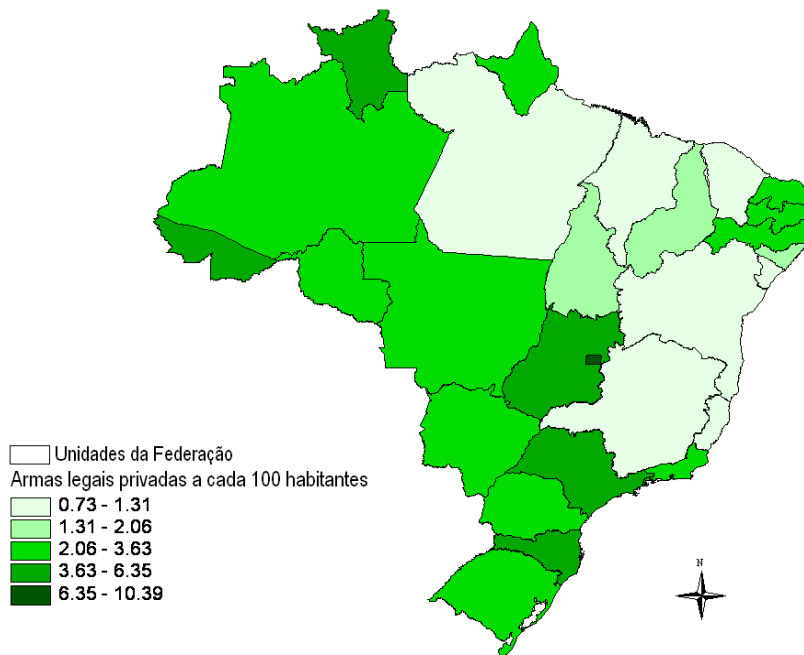 N
Unidades da Federação
Armas legais privadas a cada 100 habitantes
0.73 - 1.31
1.31 - 2.06
2.06 - 3.63
3.63 - 6.35
6.35 - 10.39